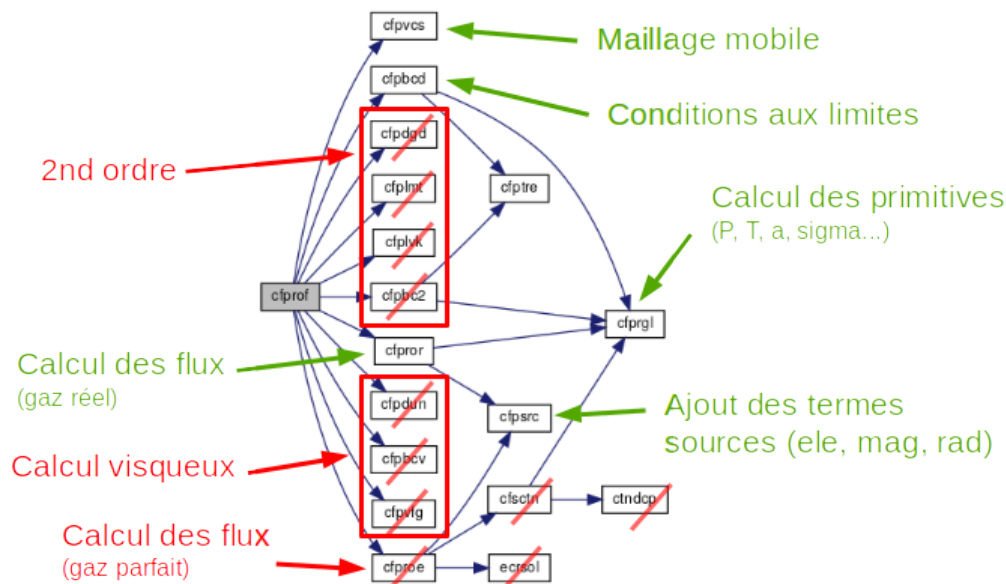 cfpvcs
Maillage mobile
cfpbcd
Conditions aux limites
cfpdgd
2nd ordre
cfplmt
cfptre
Calcul des primitives
(P, T, a, sigma...)
cfplvk
cfprof
cfpbc2
cfprgl
Calcul des flux
(gaz réel)
cfpror
cfpdun
cfpsrc
Ajout des termes
sources (ele, mag, rad)
Calcul visqueux
cfpbcv
cfpvfg
cfsctn
ctndcp
Calcul des flux
(gaz parfait)
cfproe
ecrsol